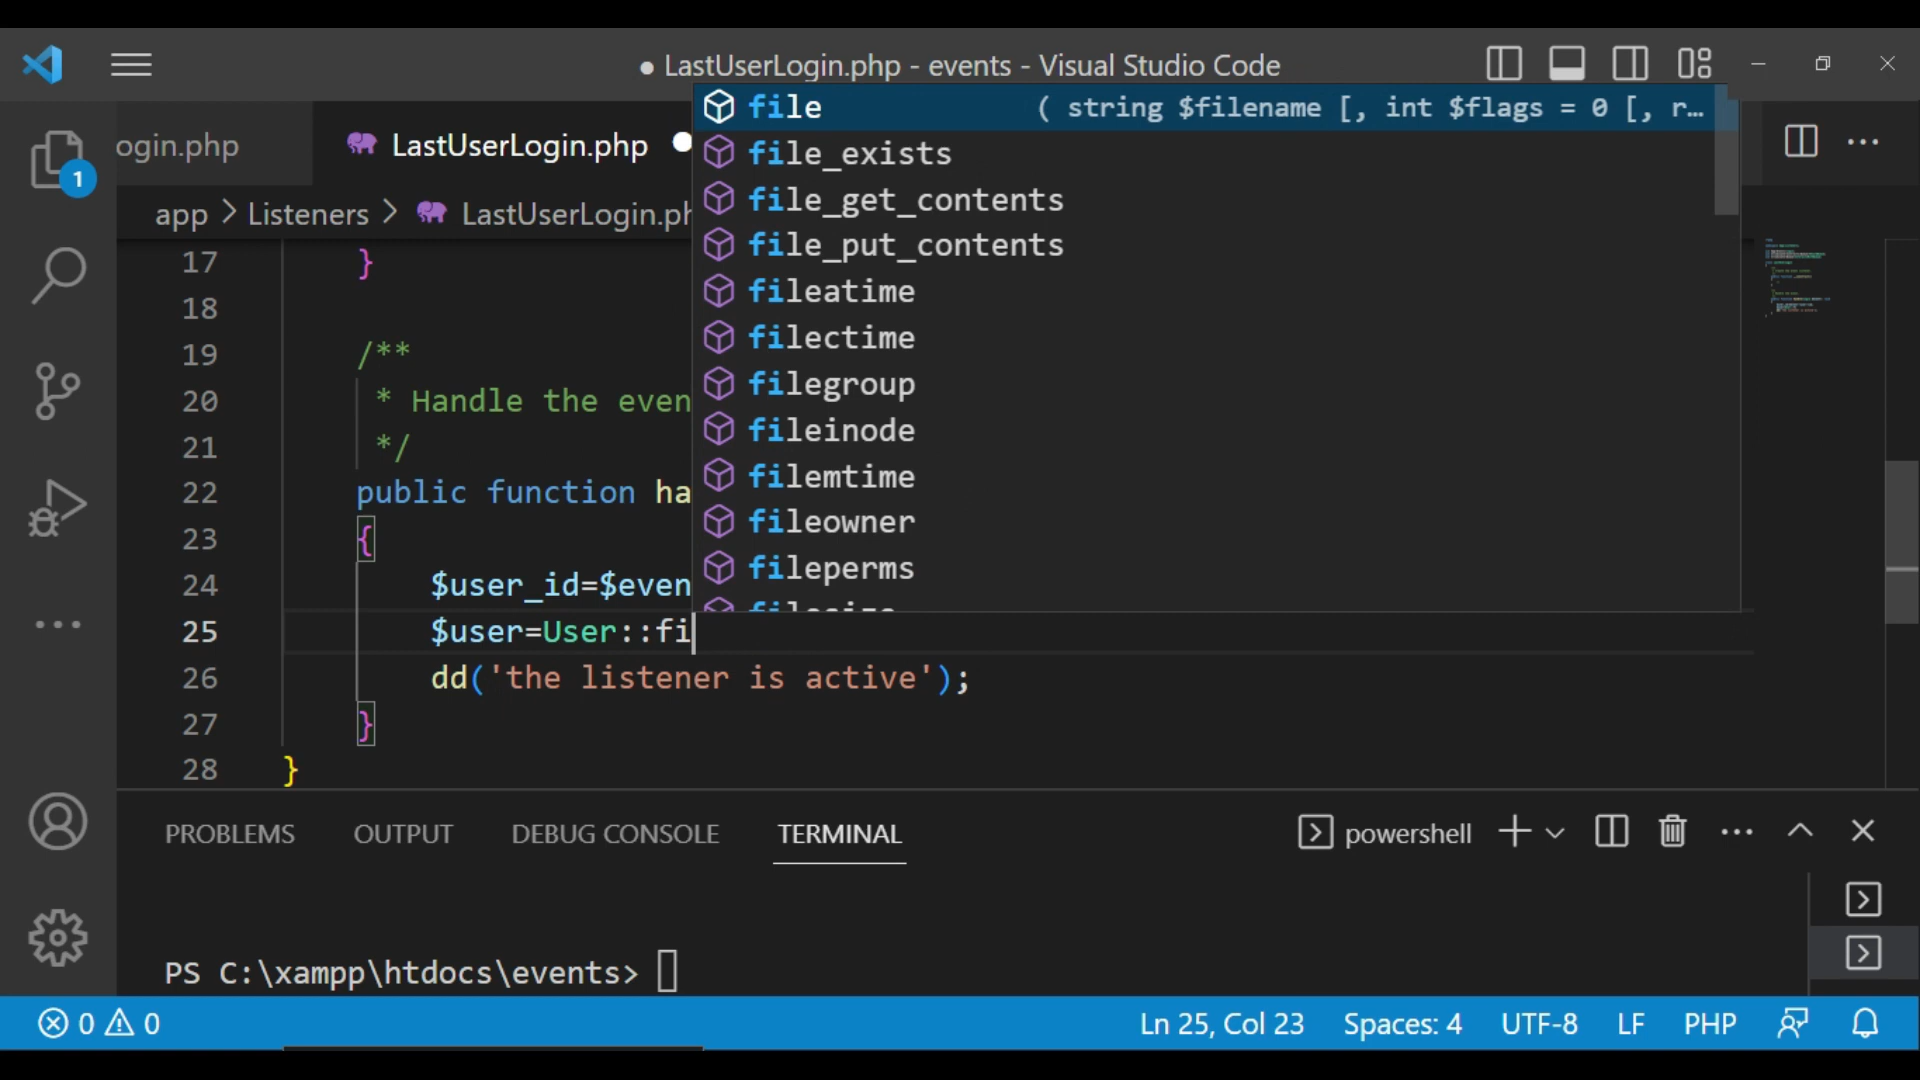 LastUserLogin.php - events - Visual Studio Code
ogin.php
LastUserLogin.php
1
app > Listeners > LastUserLogin.ph
file ( string $filename [, int $flags = 0 [, r…
file_exists
file_get_contents
file_put_contents
fileatime
filectime
filegroup
fileinode
filemtime
fileowner
fileperms
filesize
17 }
18
19 /**
20 * Handle the even
21 */
22 public function ha
23 {
24 $user_id=$even
25 $user=User::fi
26 dd('the listener is active');
27 }
28 }
PROBLEMS OUTPUT DEBUG CONSOLE TERMINAL
powershell
PS C:\xampp\htdocs\events>
0 0
Ln 25, Col 23 Spaces: 4 UTF-8 LF PHP